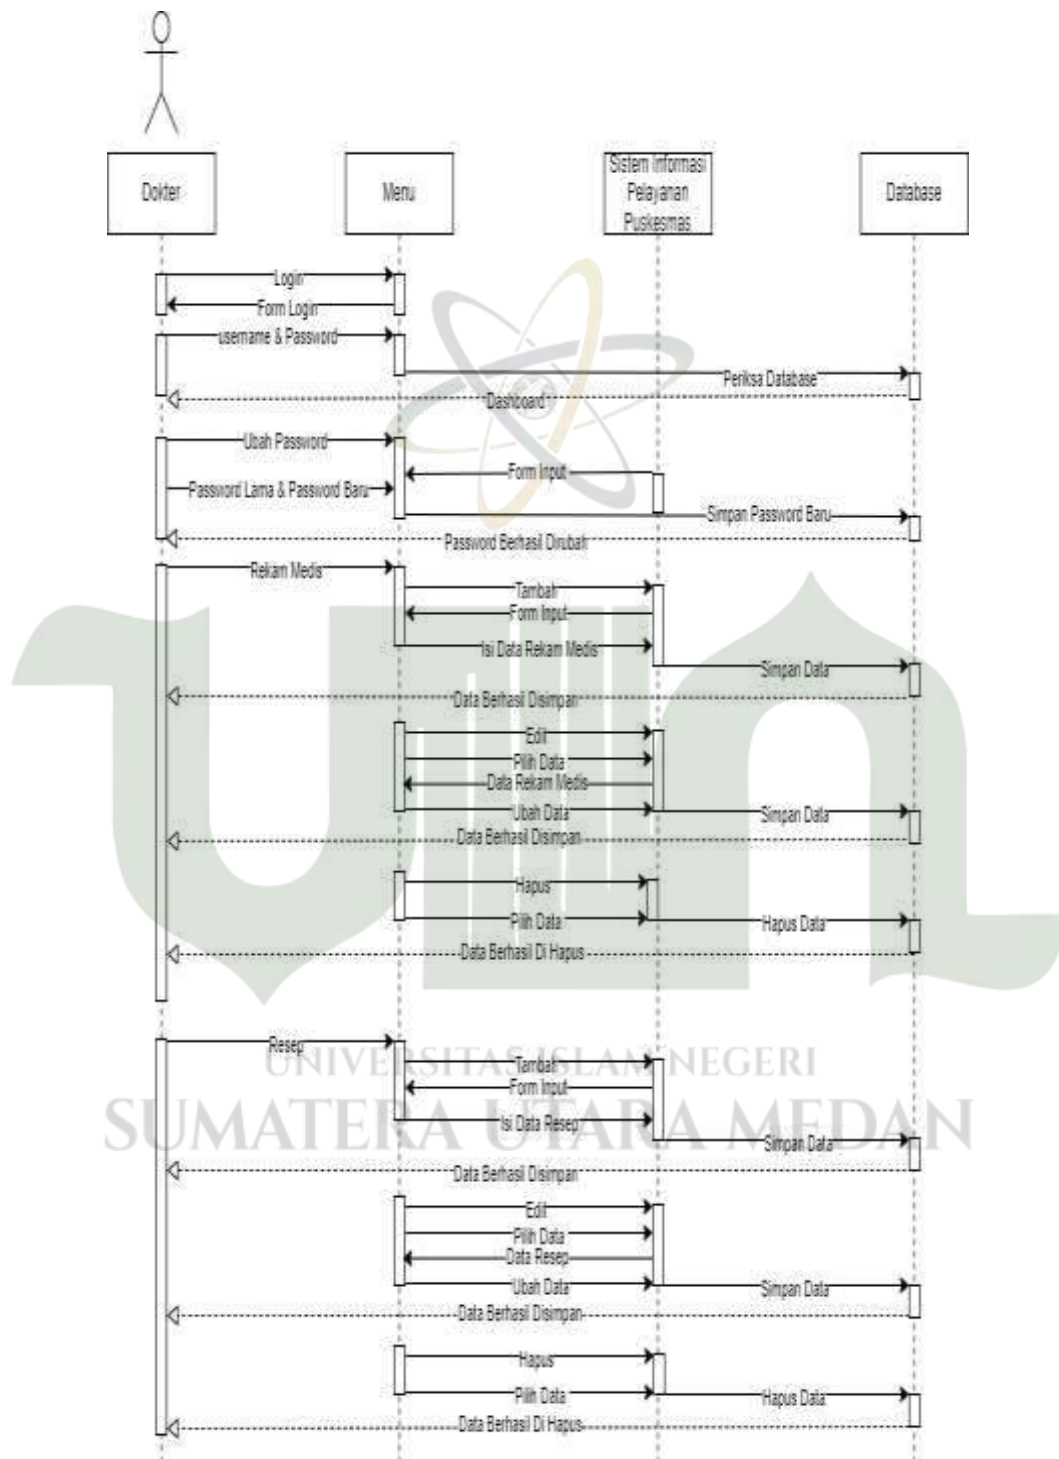 Dokter
Menu
Sistem Informasi
Pelayanan
Puskesmas
Database
Login
Form Login
username & Password
Periksa Database
Dashboard
Ubah Password
Form Input
Password Lama & Password Baru
Simpan Password Baru
Password Berhasil Dirubah
Rekam Medis
Tambah
Form Input
Isi Data Rekam Medis
Simpan Data
Data Berhasil Disimpan
Edit
Pilih Data
Data Rekam Medis
Ubah Data
Simpan Data
Data Berhasil Disimpan
Hapus
Pilih Data
Hapus Data
Data Berhasil Di Hapus
Resep
UNIVERSITAS ISLAM NEGERI
Tambah
Form Input
SUMATERA UTARA MEDAN
Isi Data Resep
Simpan Data
Data Berhasil Disimpan
Edit
Pilih Data
Data Resep
Ubah Data
Simpan Data
Data Berhasil Disimpan
Hapus
Pilih Data
Hapus Data
Data Berhasil Di Hapus